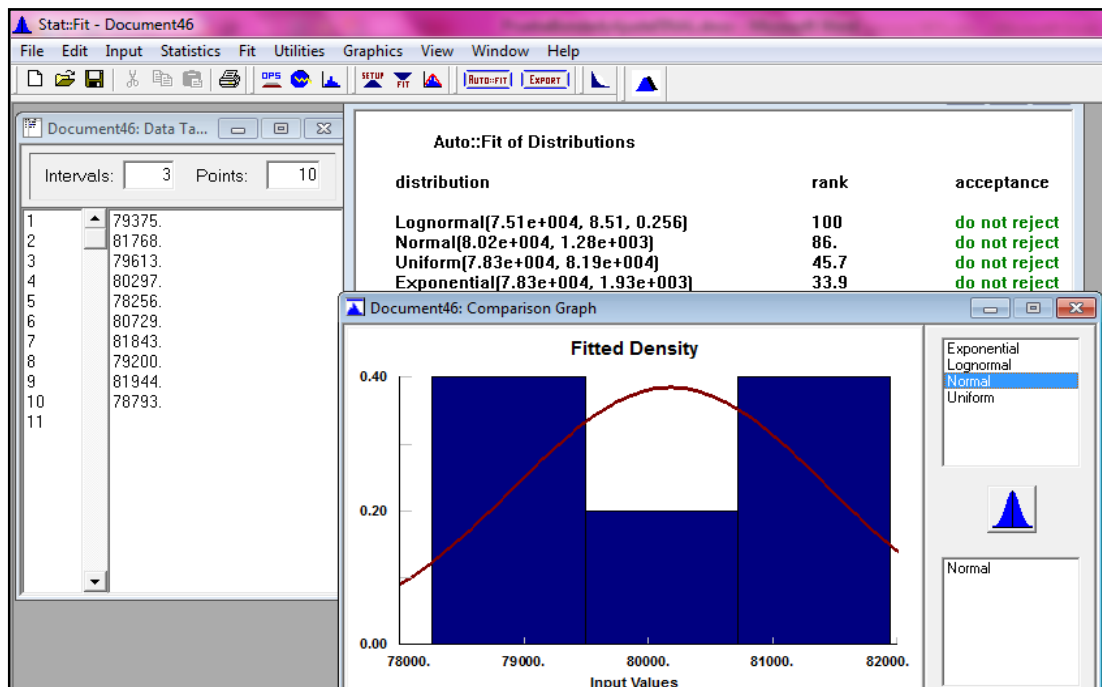 Stat::Fit - Document46
File Edit Input Statistics Fit Utilities Graphics View Window Help
OPS SETUP FIT AUTO::FIT EXPORT
Document46: Data Ta...
Intervals: 3 Points: 10
1 79375.
2 81768.
3 79613.
4 80297.
5 78256.
6 80729.
7 81843.
8 79200.
9 81944.
10 78793.
11
Auto::Fit of Distributions
distribution rank acceptance
Lognormal(7.51e+004, 8.51, 0.256) 100 do not reject
Normal(8.02e+004, 1.28e+003) 86. do not reject
Uniform(7.83e+004, 8.19e+004) 45.7 do not reject
Exponential(7.83e+004, 1.93e+003) 33.9 do not reject
Document46: Comparison Graph
Fitted Density
0.40
0.20
0.00
78000. 79000. 80000. 81000. 82000.
Input Values
Exponential
Lognormal
Normal
Uniform
Normal